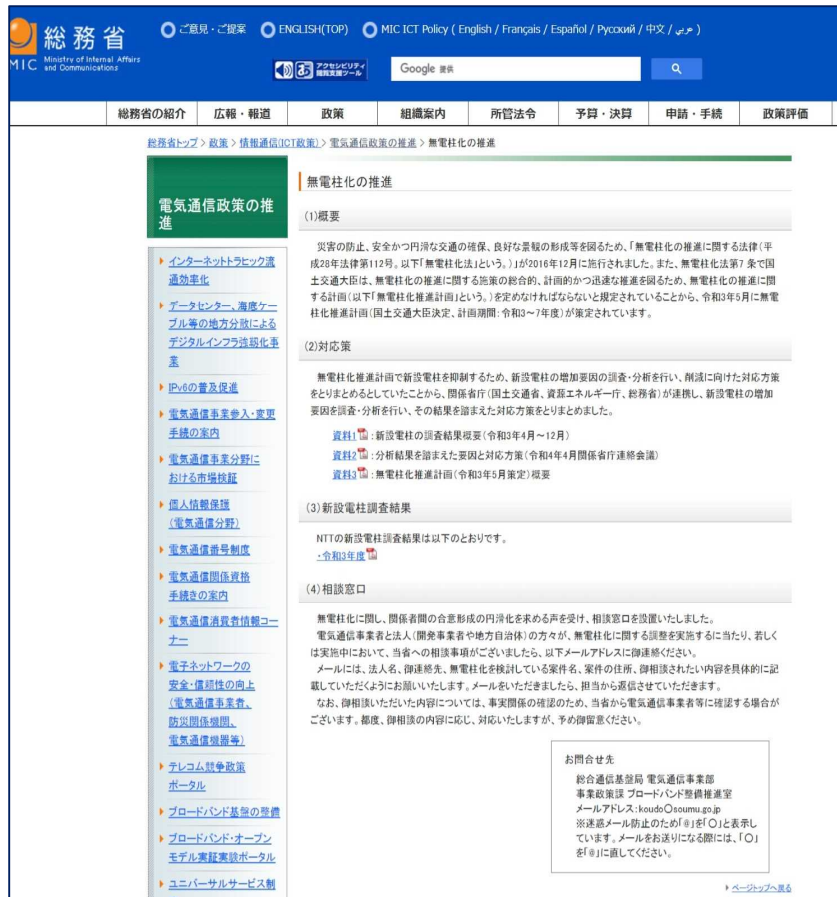 総務省
MIC Ministry of Internal Affairs
and Communications
ご意見・ご提案 ENGLISH(TOP) MIC ICT Policy ( English / Français / Español / Русский / 中文 / عربي )
アクセシビリティ
閲覧支援ツール
Google 提供
総務省の紹介 広報・報道 政策 組織案内 所管法令 予算・決算 申請・手続 政策評価
総務省トップ > 政策 > 情報通信(ICT政策) > 電気通信政策の推進 > 無電柱化の推進
電気通信政策の推
進
インターネットトラヒック流
通効率化
データセンター、海底ケー
ブル等の地方分散による
デジタルインフラ強靱化事
業
IPv6の普及促進
電気通信事業参入・変更
手続の案内
電気通信事業分野に
おける市場検証
個人情報保護
(電気通信分野)
電気通信番号制度
電気通信関係資格
手続きの案内
電気通信消費者情報コー
ナー
電子ネットワークの
安全・信頼性の向上
(電気通信事業者、
防災関係機関、
電気通信機器等)
テレコム競争政策
ポータル
ブロードバンド基盤の整備
ブロードバンド・オープン
モデル実証実験ポータル
ユニバーサルサービス制
無電柱化の推進
(1)概要
災害の防止、安全かつ円滑な交通の確保、良好な景観の形成等を図るため、「無電柱化の推進に関する法律(平
成28年法律第112号。以下「無電柱化法」という。)」が2016年12月に施行されました。また、無電柱化法第7 条で国
土交通大臣は、無電柱化の推進に関する施策の総合的、計画的かつ迅速な推進を図るため、無電柱化の推進に関
する計画(以下「無電柱化推進計画」という。)を定めなければならないと規定されていることから、令和3年5月に無電
柱化推進計画(国土交通大臣決定、計画期間:令和3～7年度)が策定されています。
(2)対応策
無電柱化推進計画で新設電柱を抑制するため、新設電柱の増加要因の調査・分析を行い、削減に向けた対応方策
をとりまとめるとしていたことから、関係省庁(国土交通省、資源エネルギー庁、総務省)が連携し、新設電柱の増加
要因を調査・分析を行い、その結果を踏まえた対応方策をとりまとめました。
資料1:新設電柱の調査結果概要(令和3年4月～12月)
資料2:分析結果を踏まえた要因と対応方策(令和4年4月関係省庁連絡会議)
資料3:無電柱化推進計画(令和3年5月策定)概要
(3)新設電柱調査結果
NTTの新設電柱調査結果は以下のとおりです。
・令和3年度
(4)相談窓口
無電柱化に関し、関係者間の合意形成の円滑化を求める声を受け、相談窓口を設置いたしました。
電気通信事業者と法人(開発事業者や地方自治体)の方々が、無電柱化に関する調整を実施するに当たり、若しく
は実施中において、当省への相談事項がございましたら、以下メールアドレスに御連絡ください。
メールには、法人名、御連絡先、無電柱化を検討している案件名、案件の住所、御相談されたい内容を具体的に記
載していただくようにお願いいたします。メールをいただきましたら、担当から返信させていただきます。
なお、御相談いただいた内容については、事実関係の確認のため、当省から電気通信事業者等に確認する場合が
ございます。都度、御相談の内容に応じ、対応いたしますが、予め御留意ください。
お問合せ先
総合通信基盤局 電気通信事業部
事業政策課 ブロードバンド整備推進室
メールアドレス:koudo〇soumu.go.jp
※迷惑メール防止のため「@」を「〇」と表示し
ています。メールをお送りになる際には、「〇」
を「@」に直してください。
ページトップへ戻る